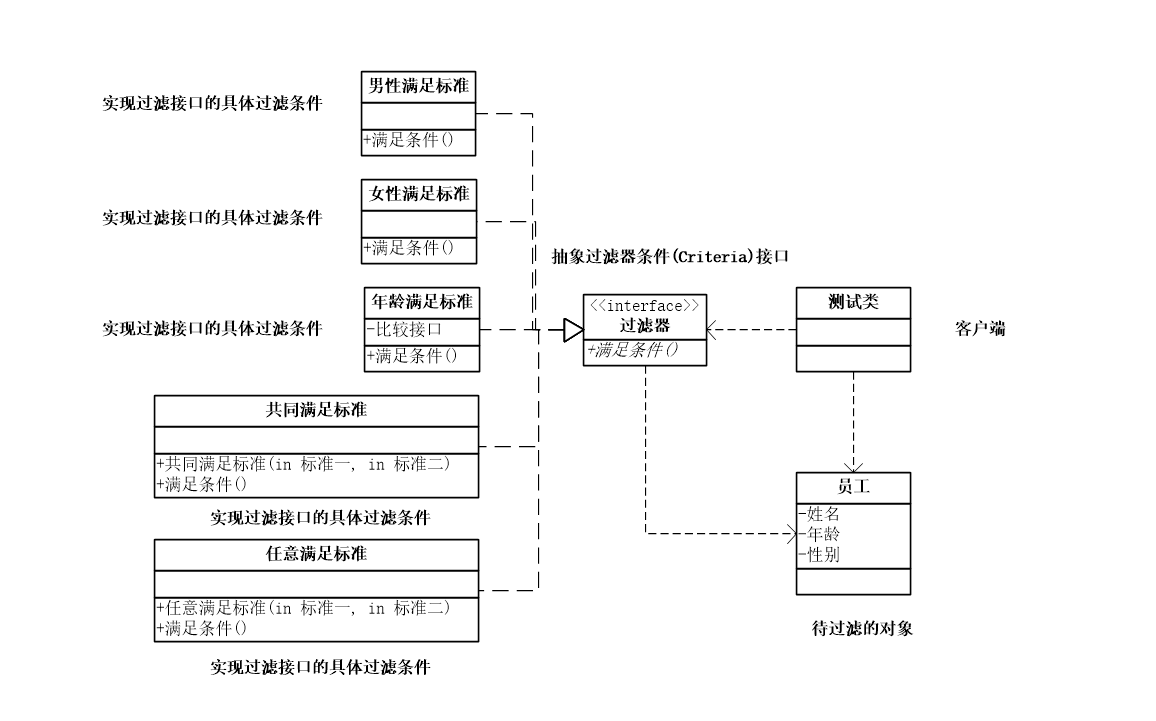 男性满足标准
实现过滤接口的具体过滤条件
+满足条件()
女性满足标准
实现过滤接口的具体过滤条件
+满足条件()
抽象过滤器条件(Criteria)接口
年龄满足标准
-比较接口
+满足条件()
实现过滤接口的具体过滤条件
<<interface>>
过滤器
+满足条件()
测试类
客户端
共同满足标准
+共同满足标准(in 标准一, in 标准二)
+满足条件()
实现过滤接口的具体过滤条件
员工
-姓名
-年龄
-性别
任意满足标准
+任意满足标准(in 标准一, in 标准二)
+满足条件()
待过滤的对象
实现过滤接口的具体过滤条件